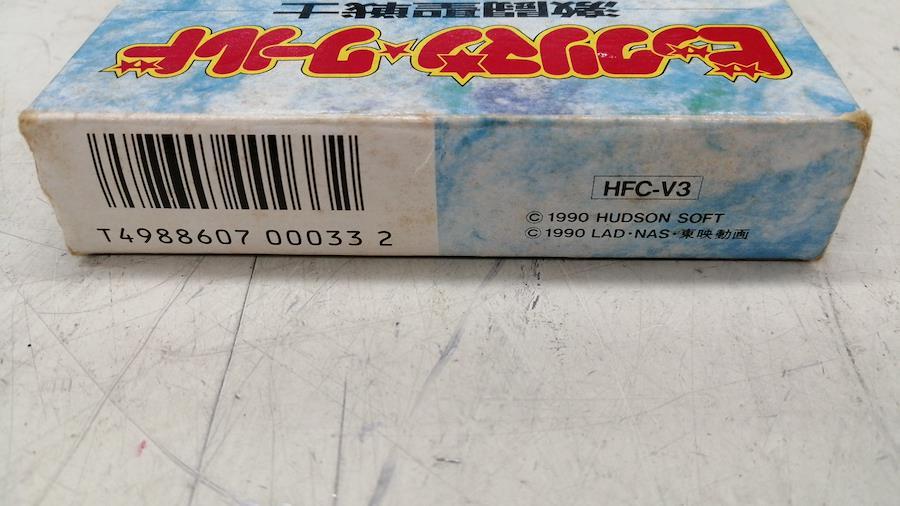 激闘聖戦士
ビックリマン★ワールド
T4988607 00033 2
HFC-V3
© 1990 HUDSON SOFT
© 1990 LAD・NAS・東映動画